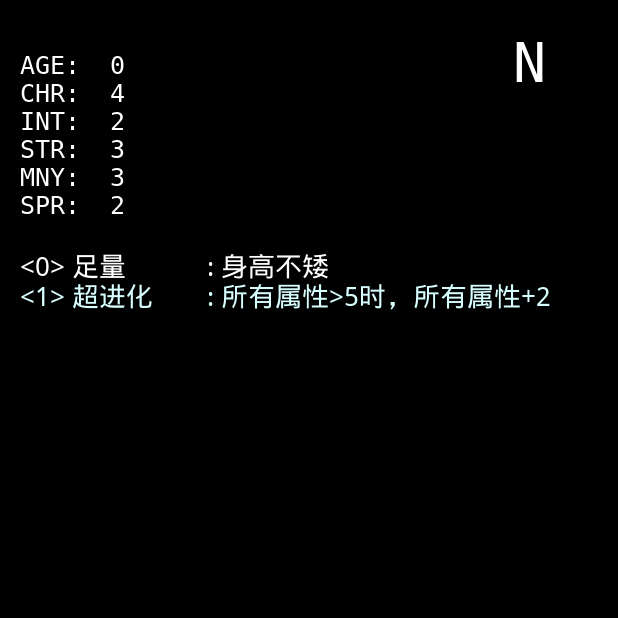 N
AGE: 0
CHR: 4
INT: 2
STR: 3
MNY: 3
SPR: 2
<0> 足量 : 身高不矮
<1> 超进化 : 所有属性>5时，所有属性+2